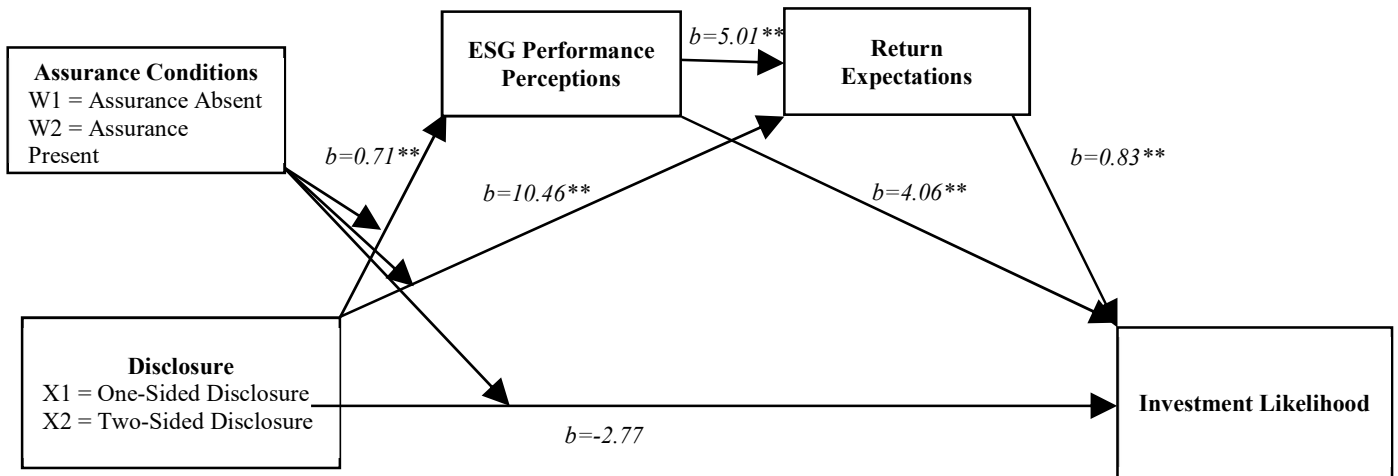 ESG Performance
Perceptions
b=5.01**
Return
Expectations
Assurance Conditions
W1 = Assurance Absent
W2 = Assurance
Present
b=0.71**
b=10.46**
b=4.06**
b=0.83**
Disclosure
X1 = One-Sided Disclosure
X2 = Two-Sided Disclosure
b=-2.77
Investment Likelihood